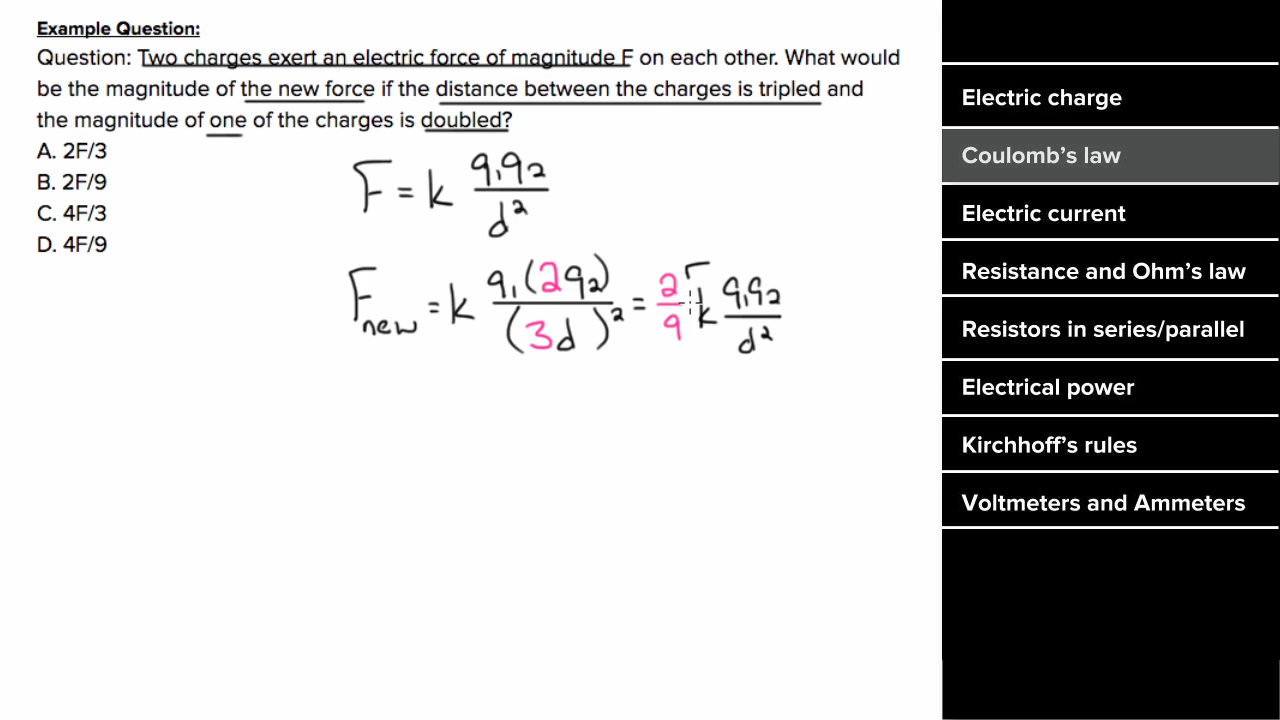 Example Question:
Question: Two charges exert an electric force of magnitude F on each other. What would
be the magnitude of the new force if the distance between the charges is tripled and
the magnitude of one of the charges is doubled?
A. 2F/3
B. 2F/9
C. 4F/3
D. 4F/9
F = k q₁q₂/d²
Fnew = k q₁(2q₂)/(3d)² = 2/9 k q₁q₂/d²
Electric charge
Coulomb's law
Electric current
Resistance and Ohm's law
Resistors in series/parallel
Electrical power
Kirchhoff's rules
Voltmeters and Ammeters